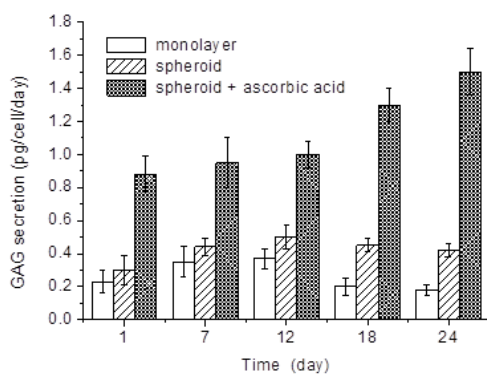 1.8
1.6
1.4
1.2
1.0
0.8
0.6
0.4
0.2
0.0
GAG secretion (pg/cell/day)
monolayer
spheroid
spheroid + ascorbic acid
1 7 12 18 24
Time (day)